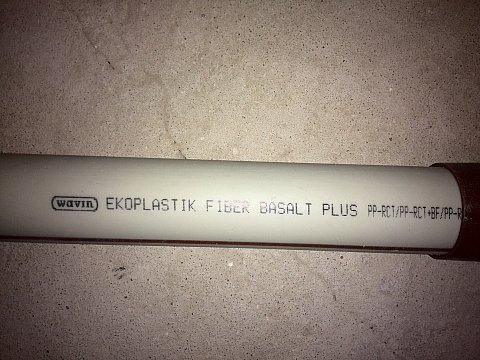 wavin EKOPLASTIK FIBER BASALT PLUS PP-RCT/PP-RCT+BF/PP-R